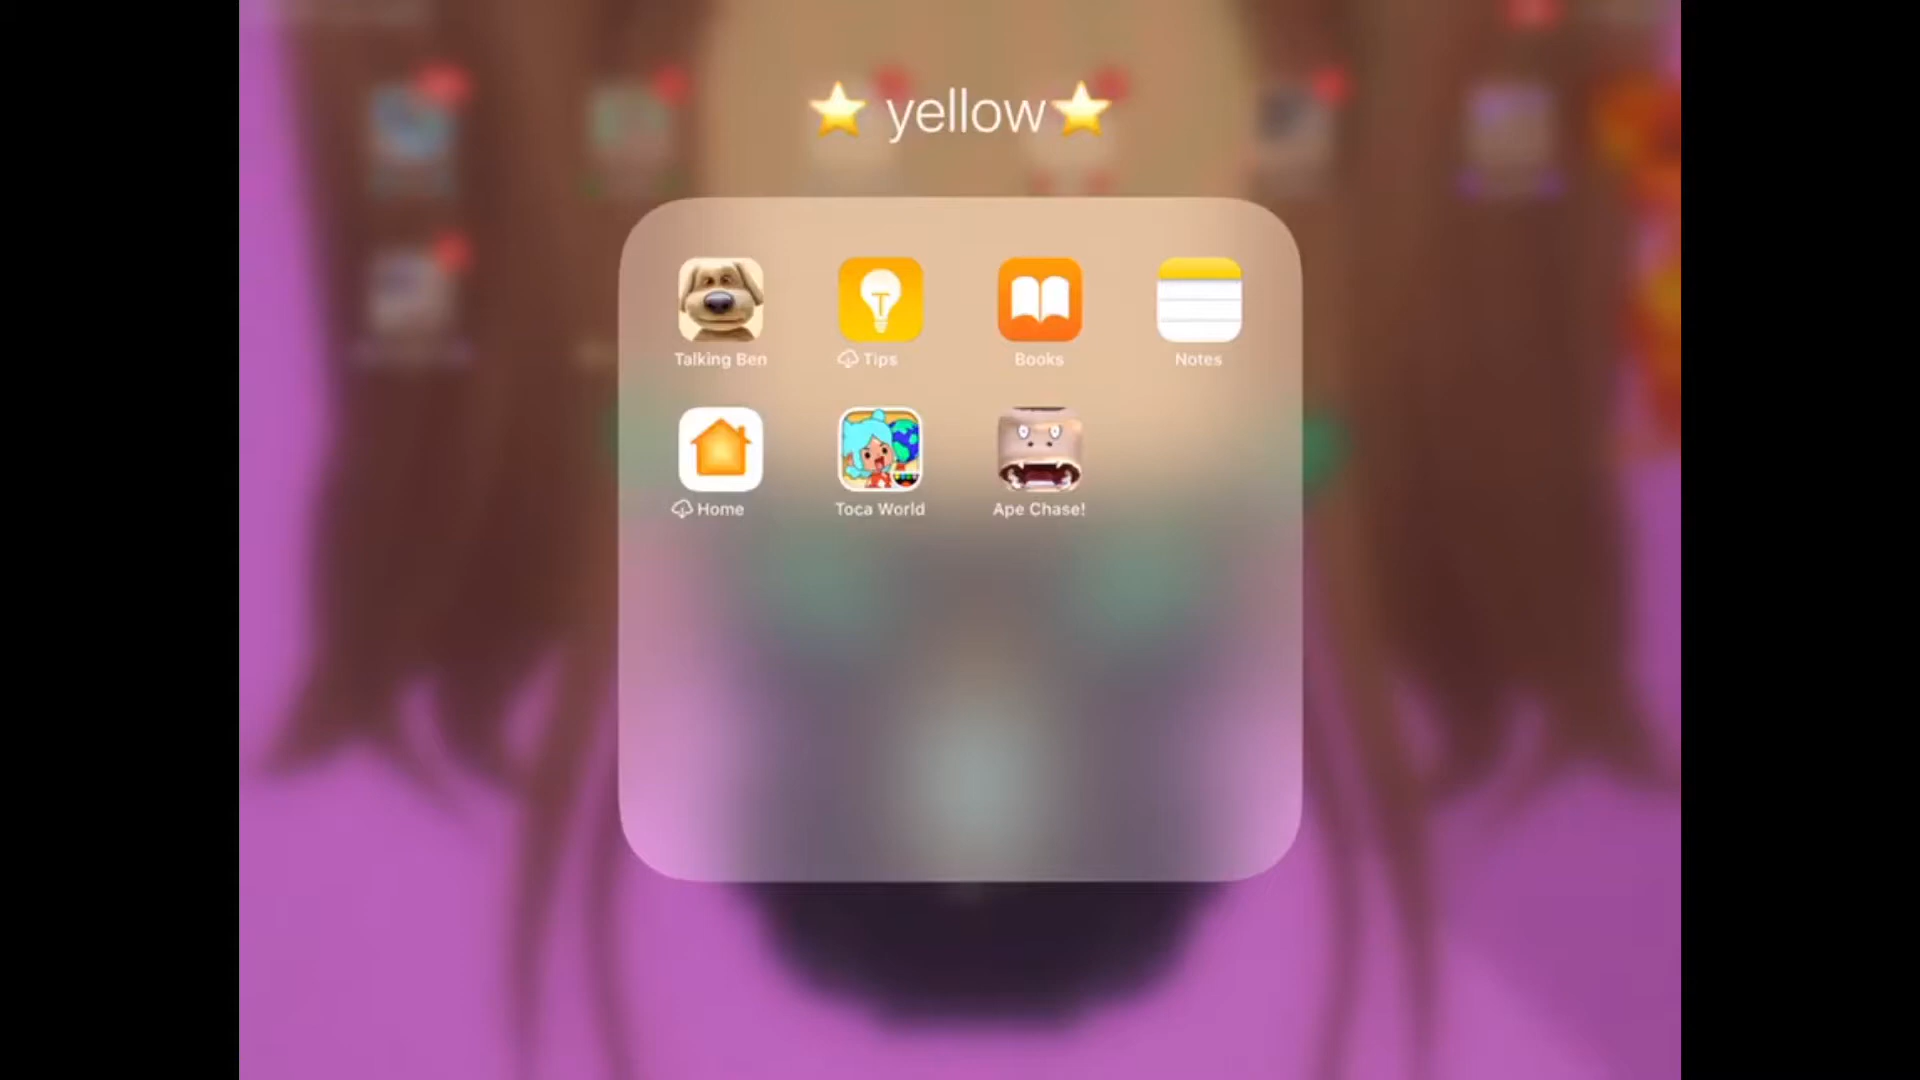 ⭐ yellow⭐
Talking Ben Tips Books Notes
Home Toca World Ape Chase!